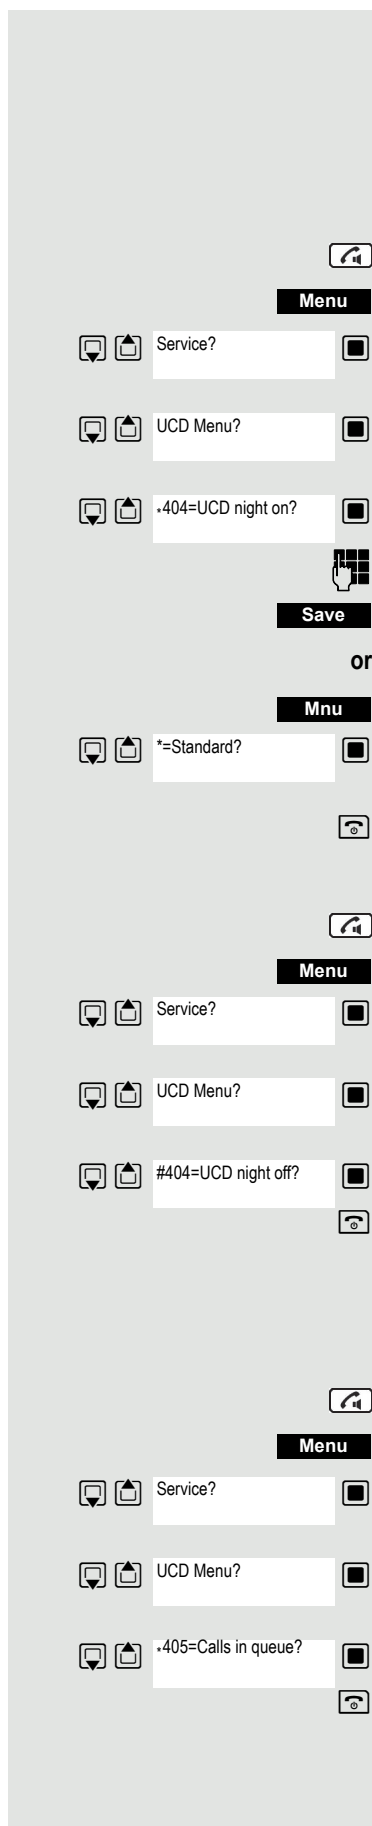 Menu
Service?
UCD Menu?
*404=UCD night on?
Save
or
Mnu
*=Standard?
Menu
Service?
UCD Menu?
#404=UCD night off?
Menu
Service?
UCD Menu?
*405=Calls in queue?